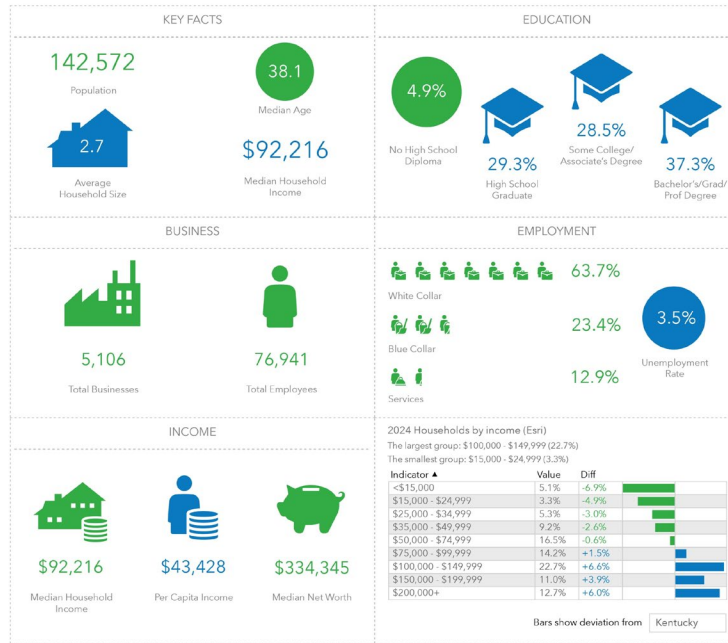 KEY FACTS
142,572
Population
38.1
Median Age
2.7
Average
Household Size
$92,216
Median Household
Income
EDUCATION
4.9%
No High School
Diploma
29.3%
High School
Graduate
28.5%
Some College/
Associate's Degree
37.3%
Bachelor's/Grad/
Prof Degree
BUSINESS
5,106
Total Businesses
76,941
Total Employees
EMPLOYMENT
63.7%
White Collar
23.4%
Blue Collar
12.9%
Services
3.5%
Unemployment
Rate
INCOME
$92,216
Median Household
Income
$43,428
Per Capita Income
$334,345
Median Net Worth
2024 Households by income (Esri)
The largest group: $100,000 - $149,999 (22.7%)
The smallest group: $15,000 - $24,999 (3.3%)
Indicator ▲ Value Diff
<$15,000 5.1% -6.9%
$15,000 - $24,999 3.3% -4.9%
$25,000 - $34,999 5.3% -3.0%
$35,000 - $49,999 9.2% -2.6%
$50,000 - $74,999 16.5% -0.6%
$75,000 - $99,999 14.2% +1.5%
$100,000 - $149,999 22.7% +6.6%
$150,000 - $199,999 11.0% +3.9%
$200,000+ 12.7% +6.0%
Bars show deviation from Kentucky